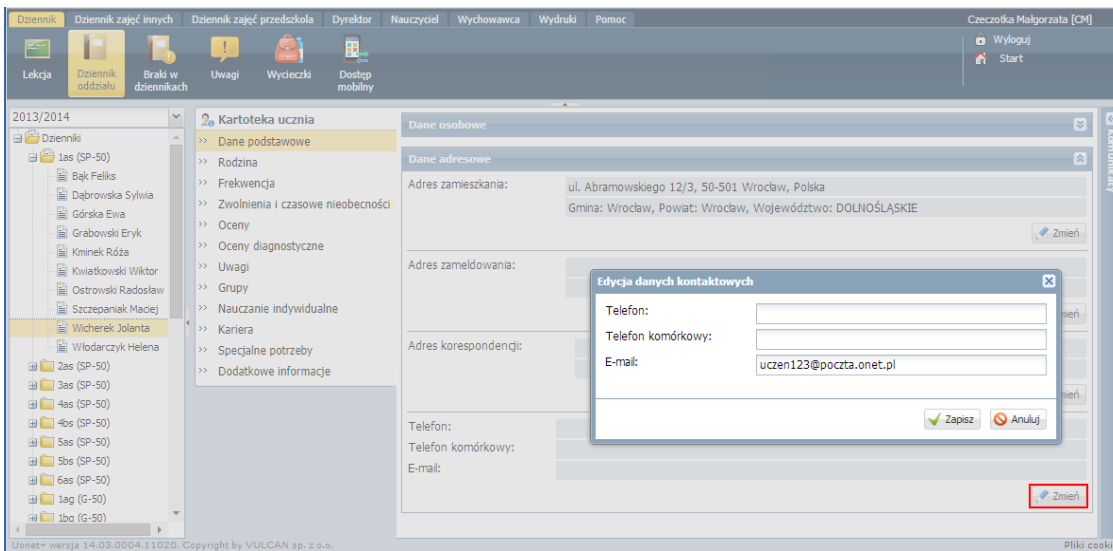 Dziennik Dziennik zajęć innych Dziennik zajęć przedszkola Dyrektor Nauczyciel Wychowawca Wydruki Pomoc Czeczotka Małgorzata [CM]
Wyloguj
Start
Lekcja Dziennik oddziału Braki w dziennikach Uwagi Wycieczki Dostęp mobilny
2013/2014
Dzienniki
1as (SP-50)
Bąk Feliks
Dąbrowska Sylwia
Górska Ewa
Grabowski Eryk
Kminek Róża
Kwiatkowski Wiktor
Ostrowski Radosław
Szczepaniak Maciej
Wicherek Jolanta
Włodarczyk Helena
2as (SP-50)
3as (SP-50)
4as (SP-50)
4bs (SP-50)
5as (SP-50)
5bs (SP-50)
6as (SP-50)
1ag (G-50)
1bg (G-50)
Kartoteka ucznia
>> Dane podstawowe
>> Rodzina
>> Frekwencja
>> Zwolnienia i czasowe nieobecności
>> Oceny
>> Oceny diagnostyczne
>> Uwagi
>> Grupy
>> Nauczanie indywidualne
>> Kariera
>> Specjalne potrzeby
>> Dodatkowe informacje
Dane osobowe
Dane adresowe
Adres zamieszkania: ul. Abramowskiego 12/3, 50-501 Wrocław, Polska
Gmina: Wrocław, Powiat: Wrocław, Województwo: DOLNOŚLĄSKIE
Zmień
Adres zameldowania:
mień
Adres korespondencji:
mień
Telefon:
Telefon komórkowy:
E-mail:
Zmień
Edycja danych kontaktowych
Telefon:
Telefon komórkowy:
E-mail: uczen123@poczta.onet.pl
Zapisz Anuluj
Komunikaty
Uonet+ wersja 14.03.0004.11020. Copyright by VULCAN sp. z o.o. Pliki cooki